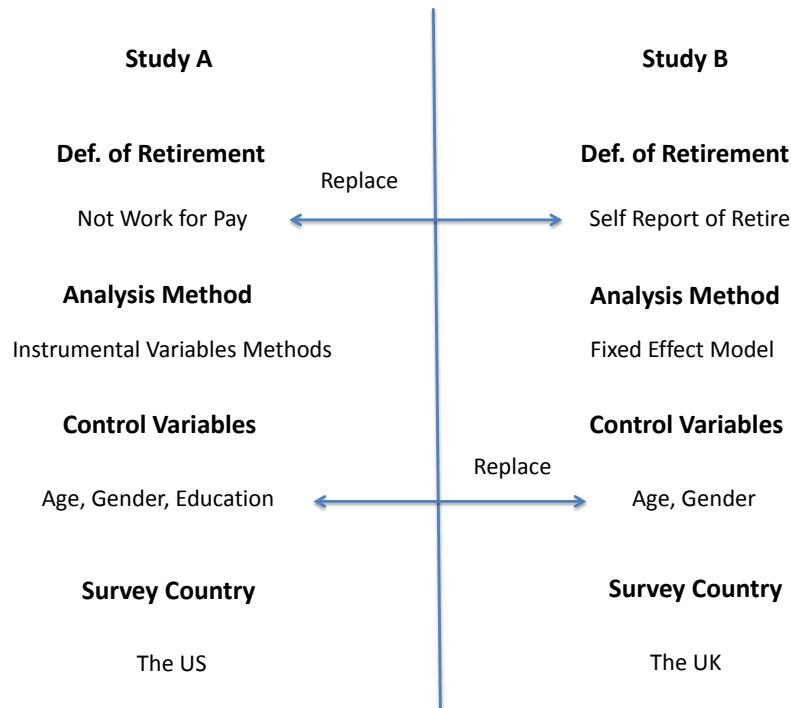 Study A
Study B
Def. of Retirement
Def. of Retirement
Replace
Not Work for Pay
Self Report of Retire
Analysis Method
Analysis Method
Instrumental Variables Methods
Fixed Effect Model
Control Variables
Control Variables
Replace
Age, Gender, Education
Age, Gender
Survey Country
Survey Country
The US
The UK